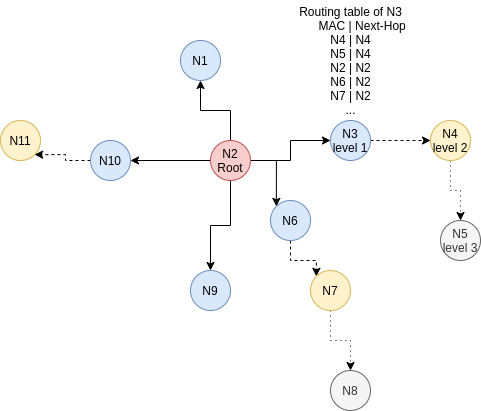 Routing table of N3
MAC | Next-Hop
N4 | N4
N5 | N4
N2 | N2
N6 | N2
N7 | N2
...
N1
N11
N10
N2
Root
N3
level 1
N4
level 2
N6
N5
level 3
N9
N7
N8